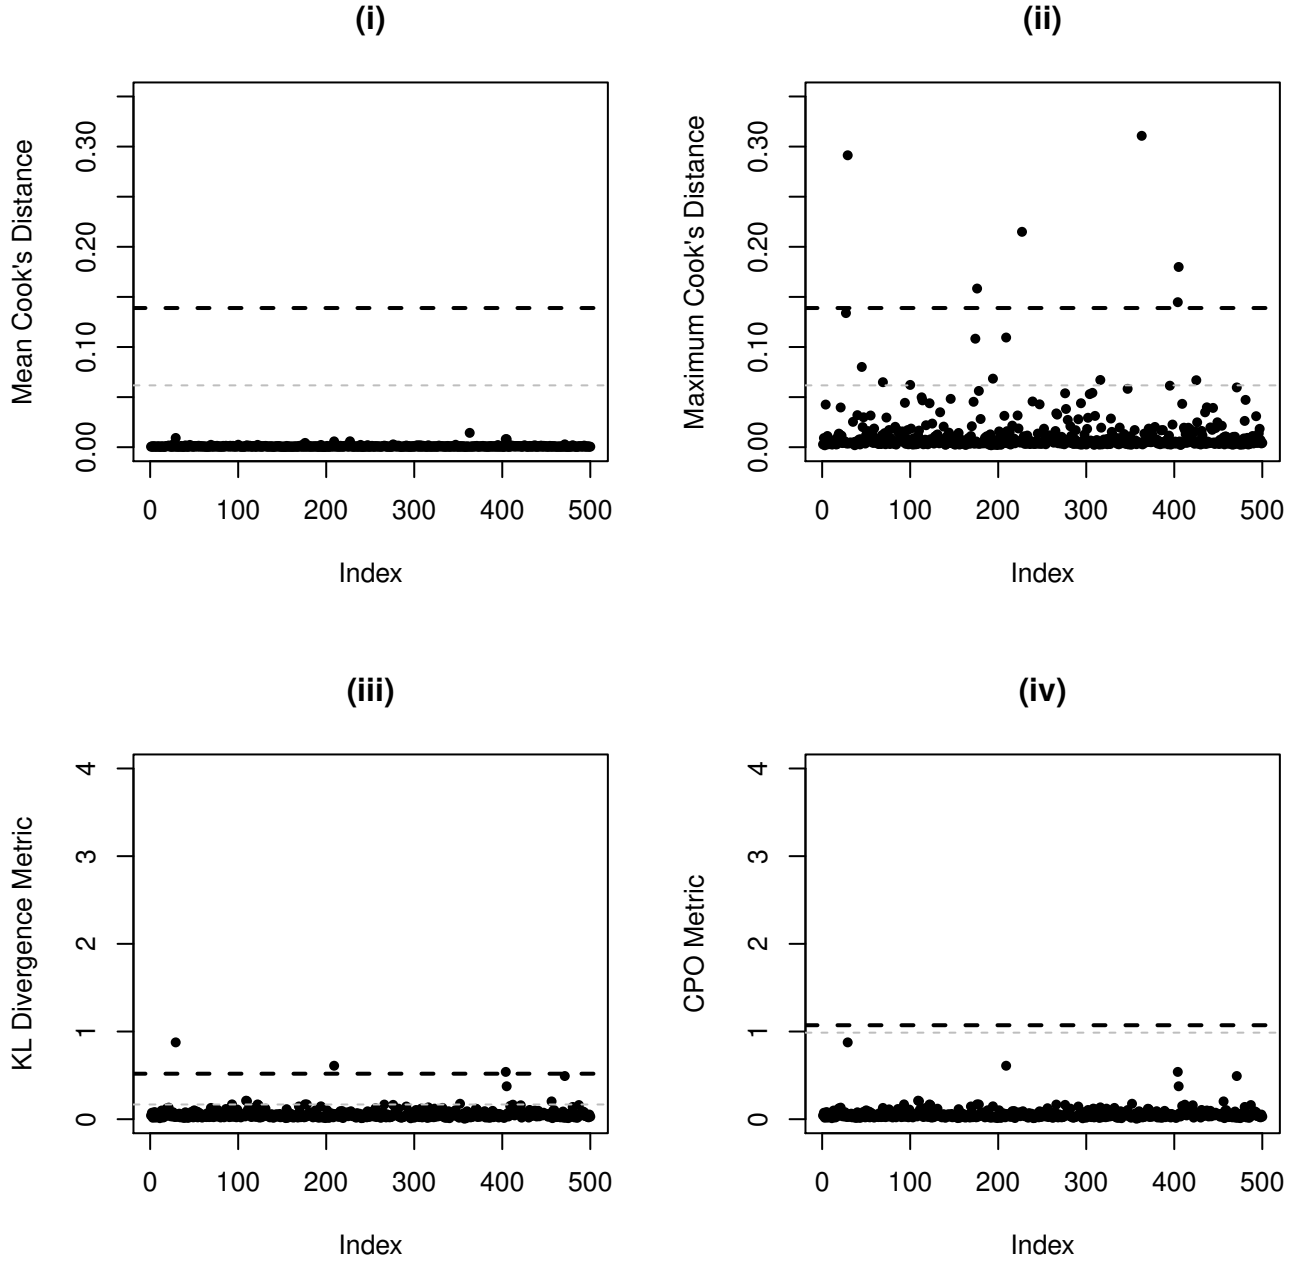 (i)
Mean Cook's Distance
0.00 0.10 0.20 0.30
0 100 200 300 400 500
Index
(ii)
Maximum Cook's Distance
0.00 0.10 0.20 0.30
0 100 200 300 400 500
Index
(iii)
KL Divergence Metric
0 1 2 3 4
0 100 200 300 400 500
Index
(iv)
CPO Metric
0 1 2 3 4
0 100 200 300 400 500
Index